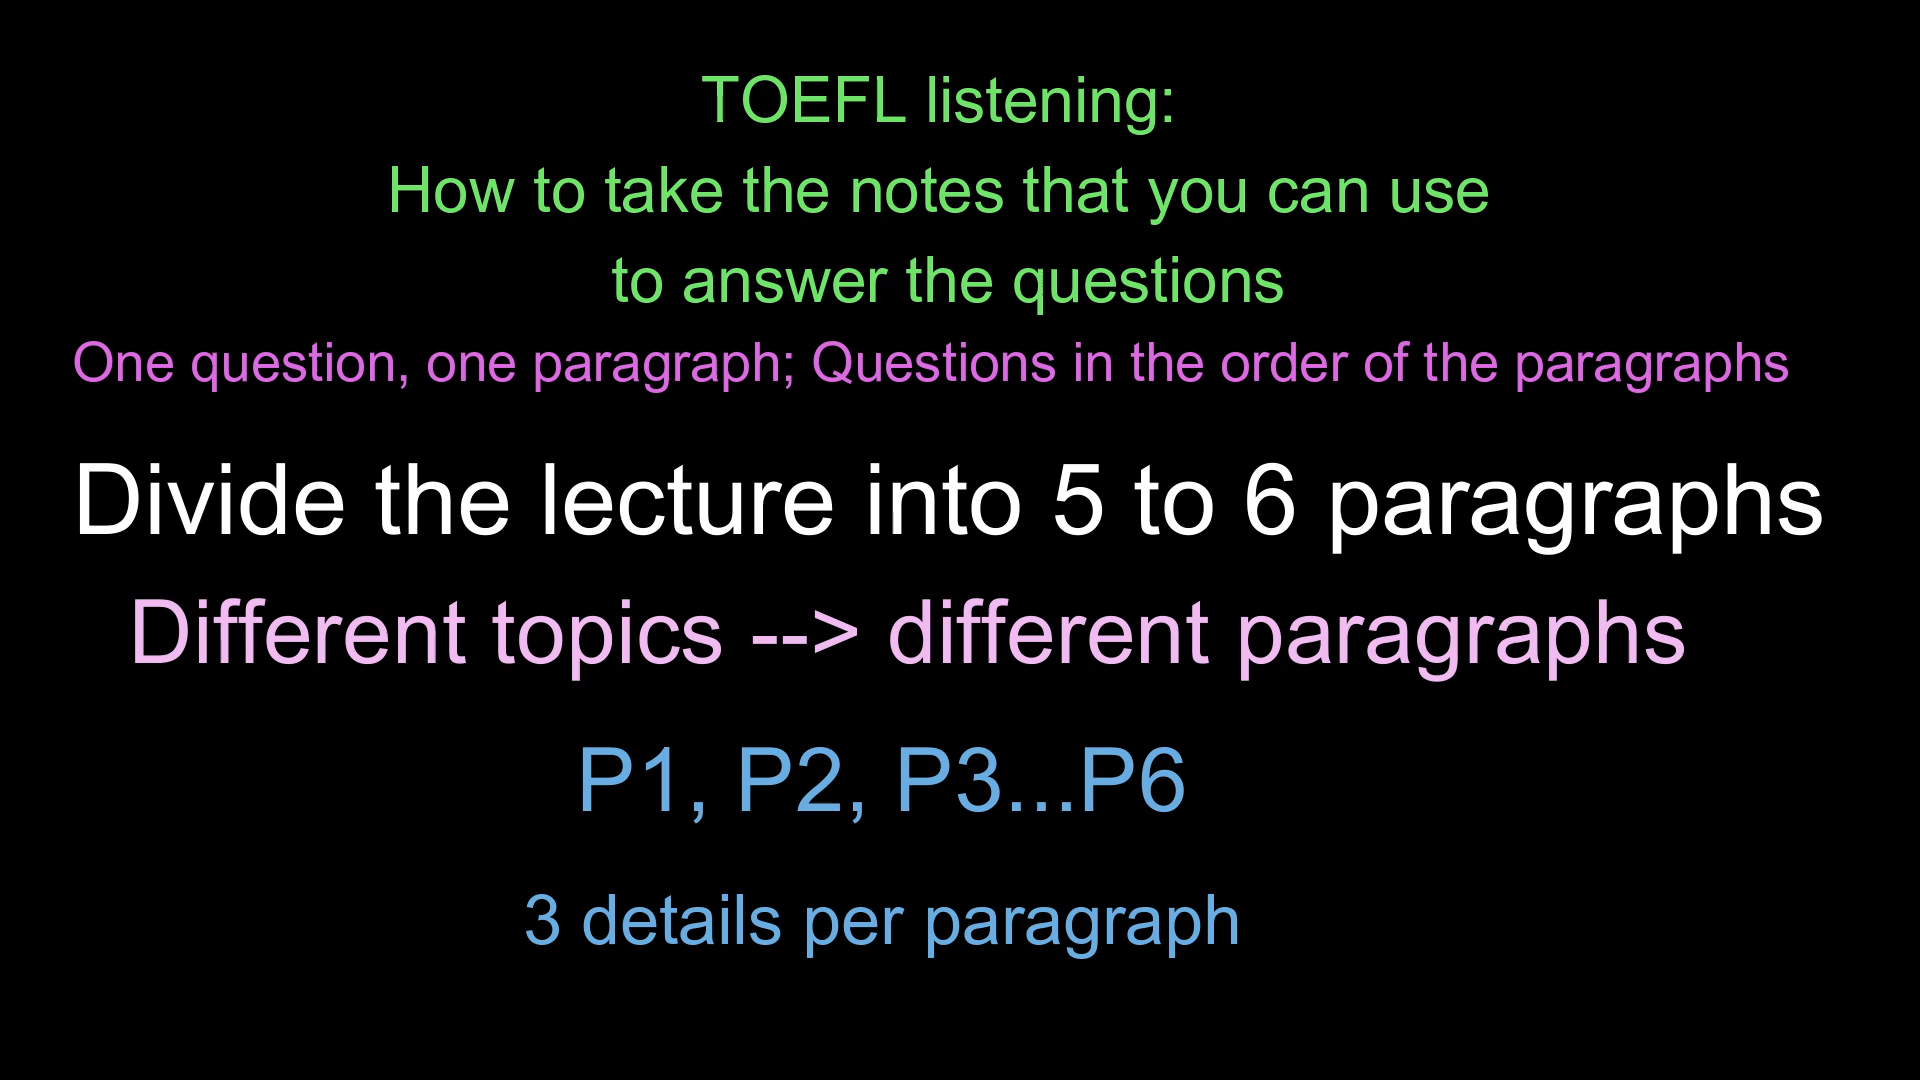 TOEFL listening:
How to take the notes that you can use
to answer the questions
One question, one paragraph; Questions in the order of the paragraphs
Divide the lecture into 5 to 6 paragraphs
Different topics --> different paragraphs
P1, P2, P3...P6
3 details per paragraph